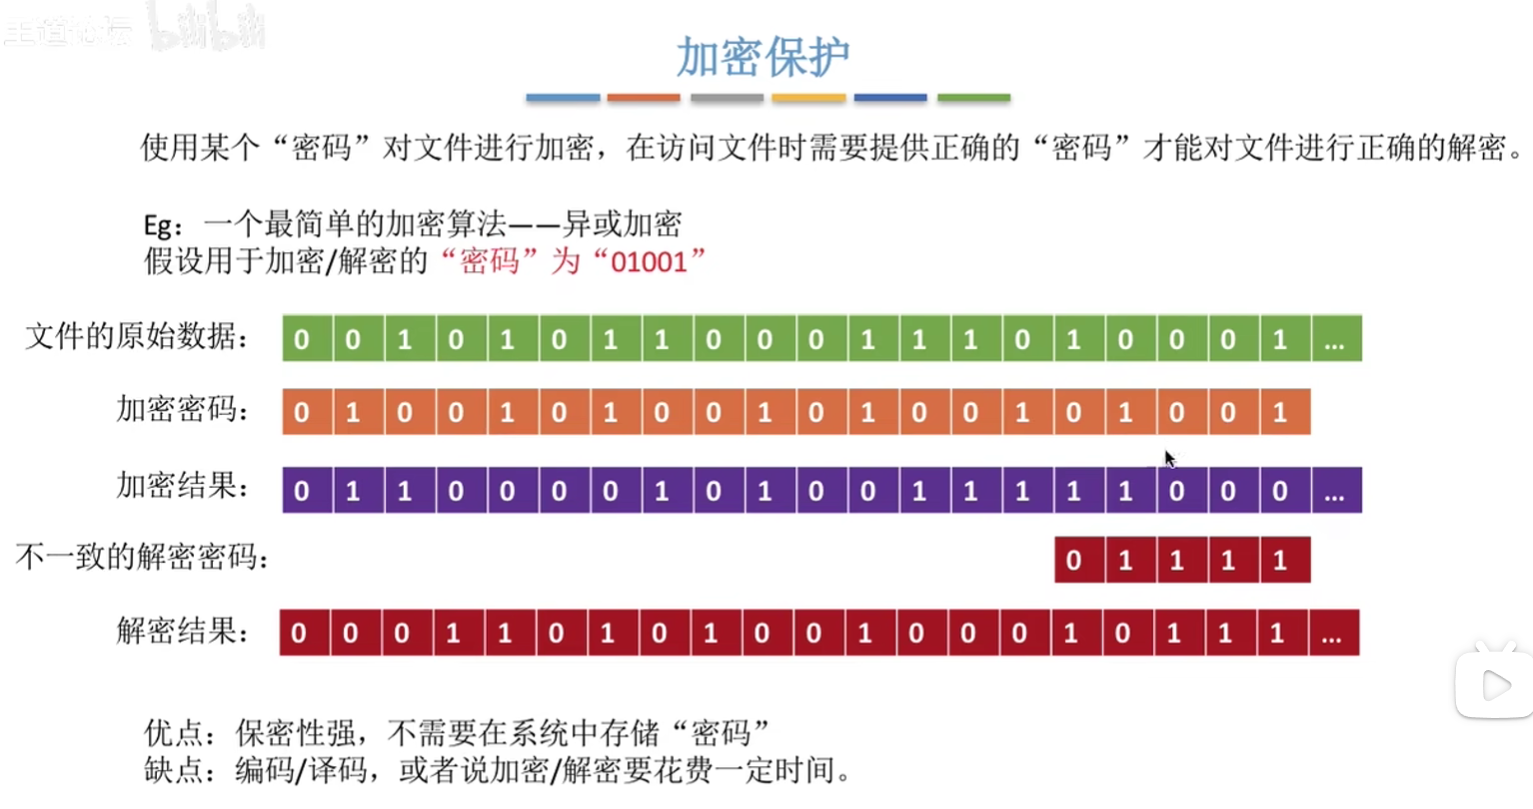 王道论坛 bilibili
加密保护
使用某个“密码”对文件进行加密，在访问文件时需要提供正确的“密码”才能对文件进行正确的解密。
Eg：一个最简单的加密算法——异或加密
假设用于加密/解密的“密码”为“01001”
文件的原始数据： 0 0 1 0 1 0 1 1 0 0 0 1 1 1 0 1 0 0 0 1 ...
加密密码： 0 1 0 0 1 0 1 0 0 1 0 1 0 0 1 0 1 0 0 1
加密结果： 0 1 1 0 0 0 0 1 0 1 0 0 1 1 1 1 1 0 0 0 ...
不一致的解密密码： 0 1 1 1 1
解密结果： 0 0 0 1 1 0 1 0 1 0 0 1 0 0 0 1 0 1 1 1 ...
优点：保密性强，不需要在系统中存储“密码”
缺点：编码/译码，或者说加密/解密要花费一定时间。